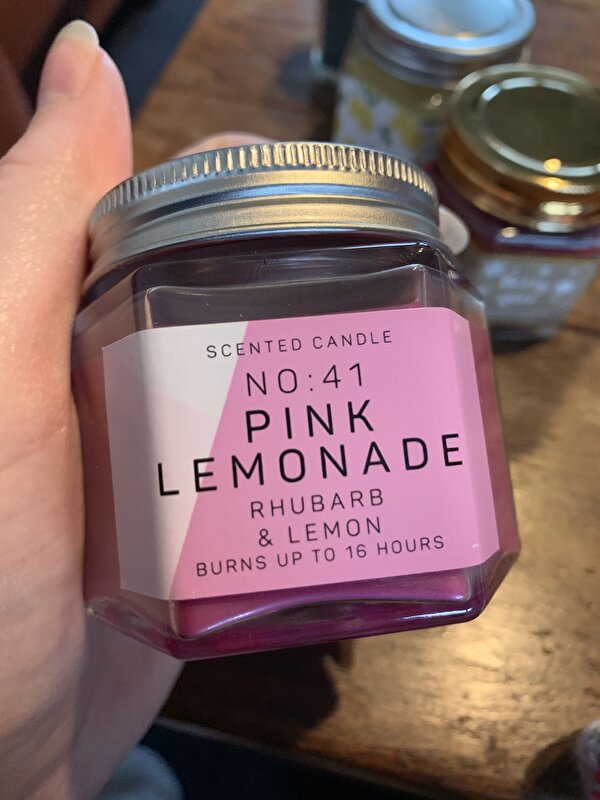 SCENTED CANDLE
NO:41
PINK
LEMONADE
RHUBARB
& LEMON
BURNS UP TO 16 HOURS